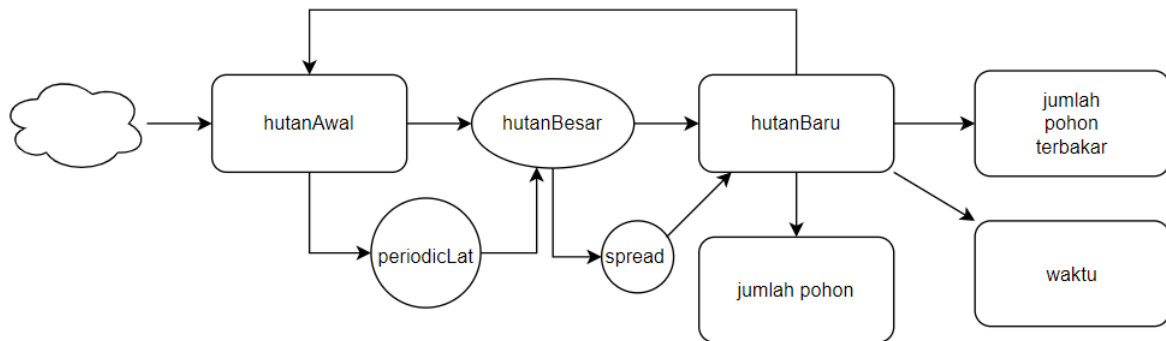 hutanAwal
hutanBesar
hutanBaru
jumlah
pohon
terbakar
periodicLat
spread
jumlah pohon
waktu